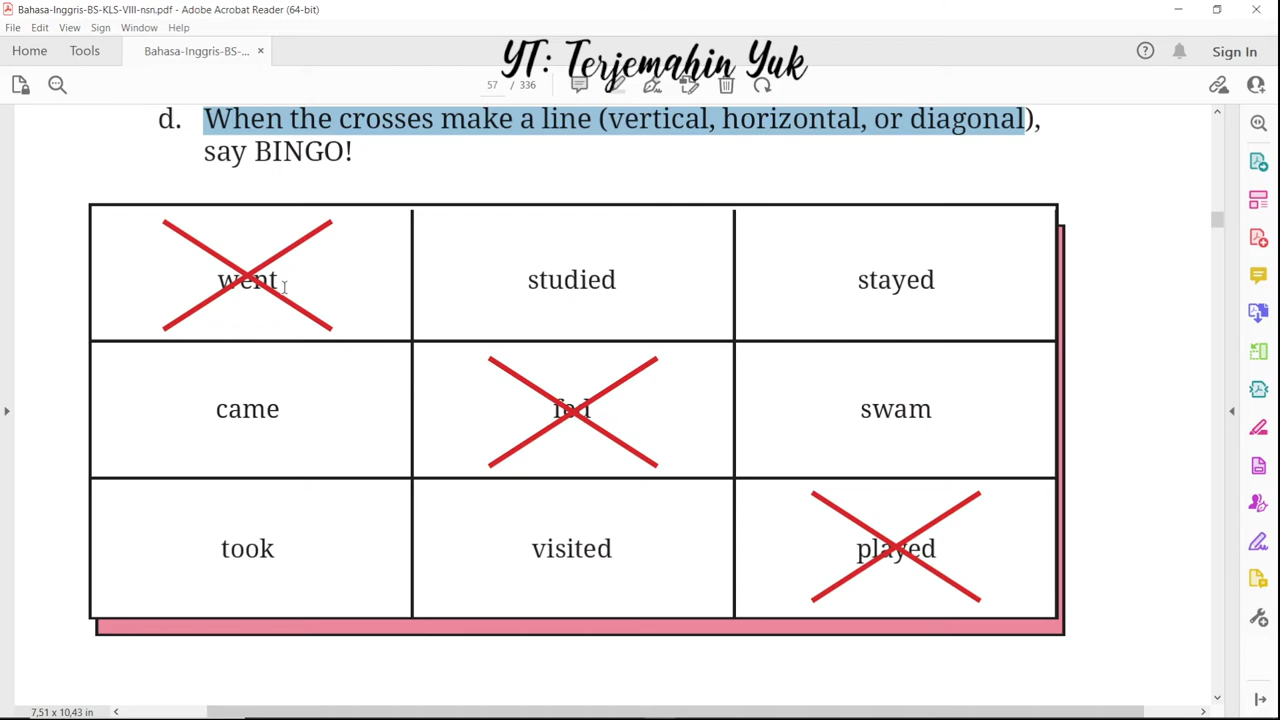 Bahasa-Inggris-BS-KLS-VIII-nsn.pdf - Adobe Acrobat Reader (64-bit)
File Edit View Sign Window Help
Home Tools Bahasa-Inggris-BS-... × Sign In
YT: Terjemahin Yuk
57 / 336
d. When the crosses make a line (vertical, horizontal, or diagonal),
say BINGO!
went studied stayed
came fed swam
took visited played
7,51 x 10,43 in